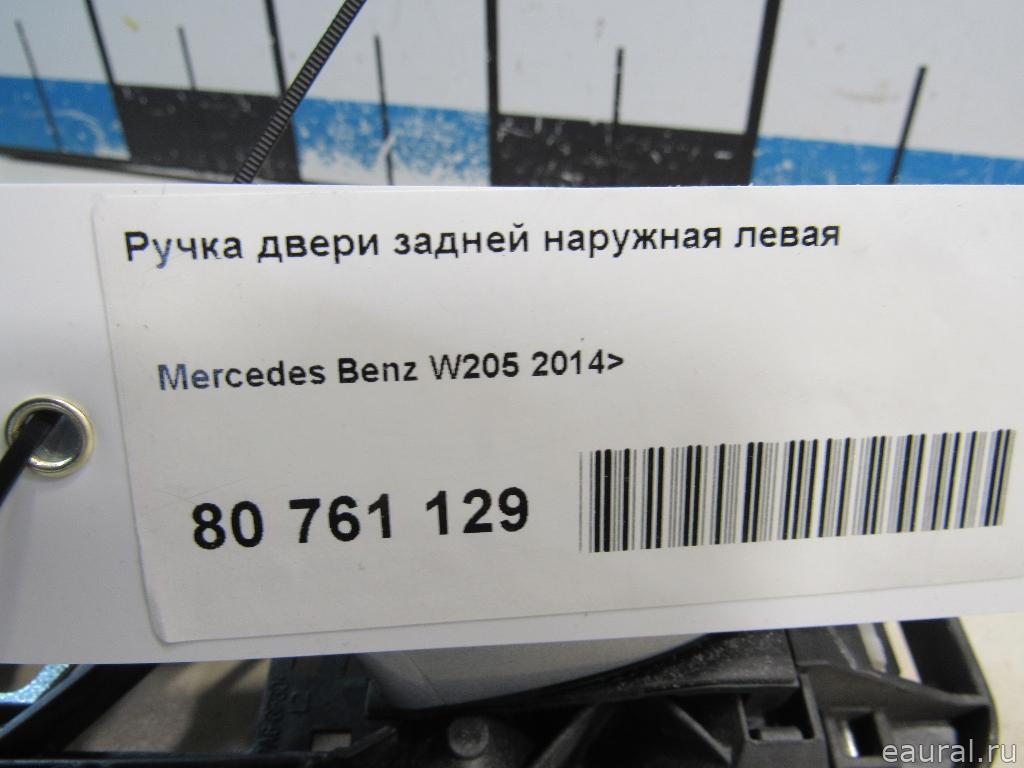 Ручка двери задней наружная левая
Mercedes Benz W205 2014>
80 761 129
eaural.ru